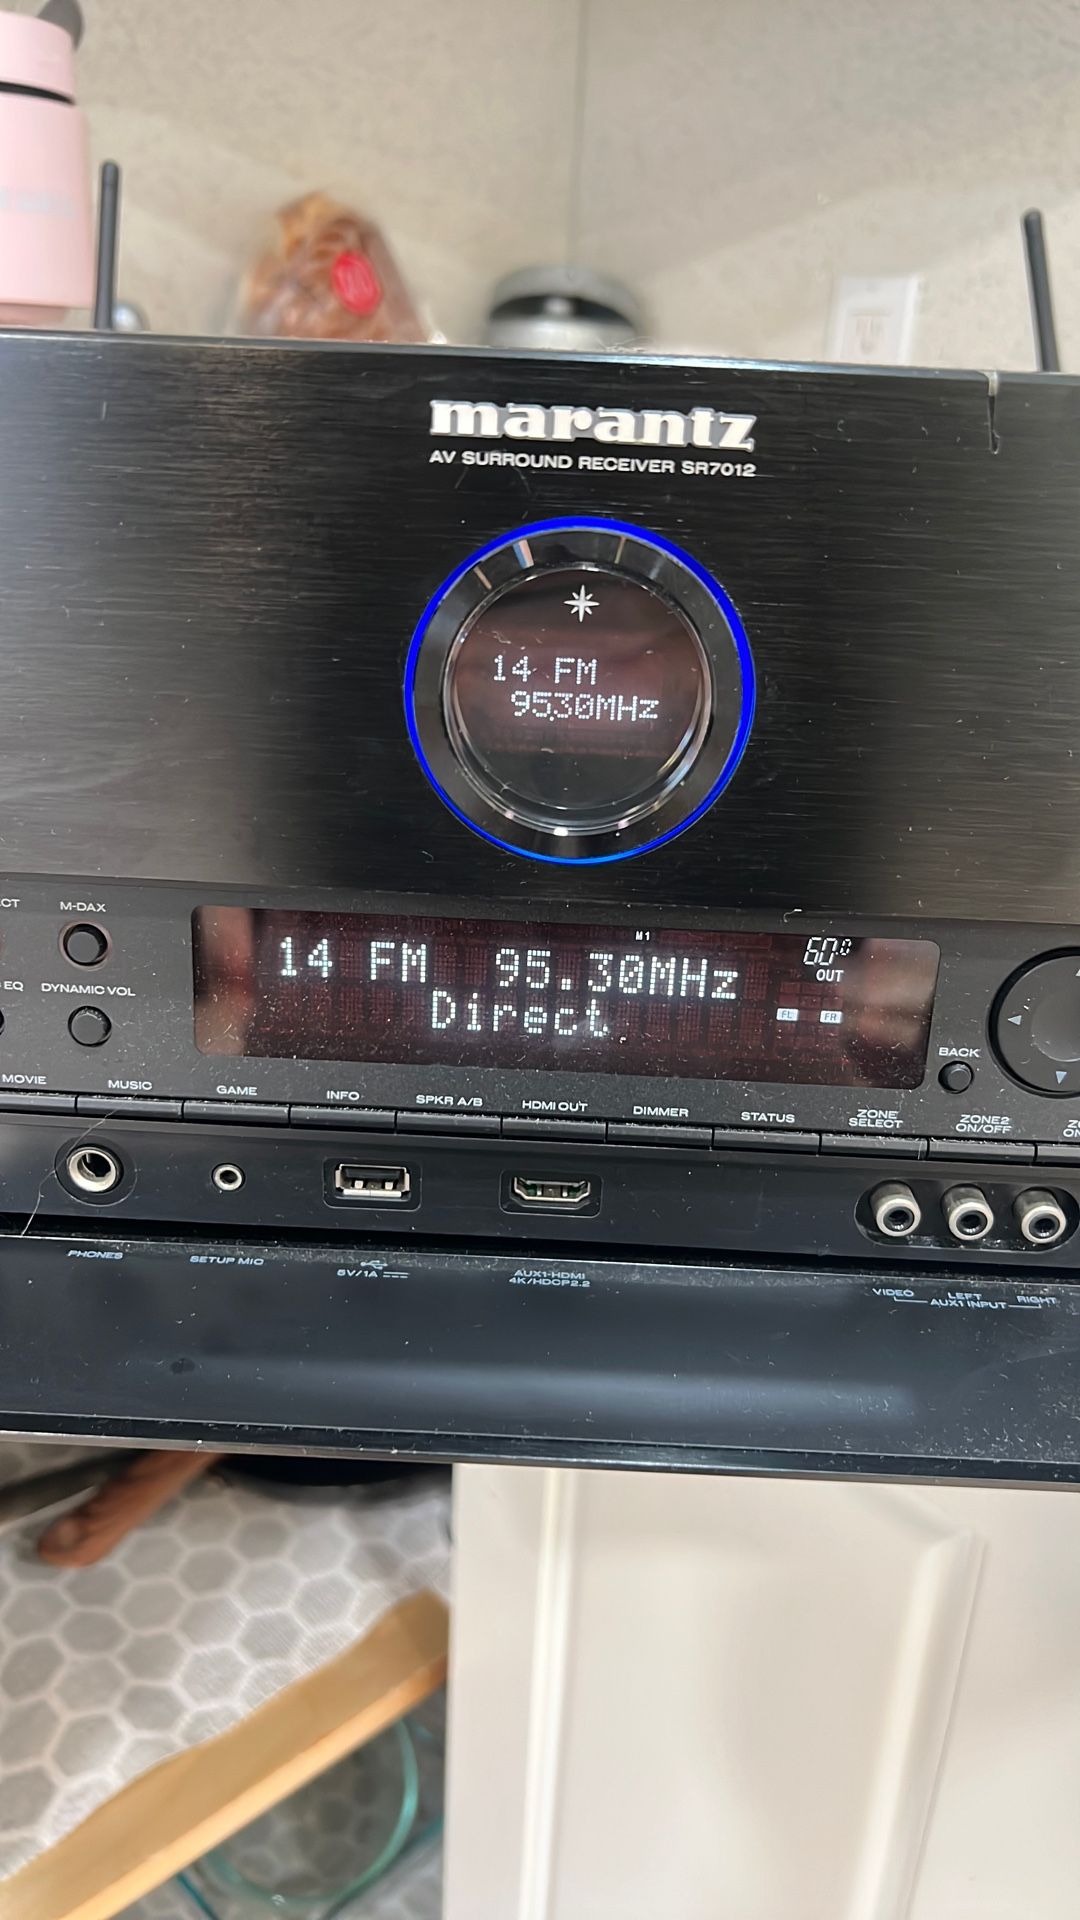 marantz
AV SURROUND RECEIVER SR7012
14 FM
95.30MHz
M1
14 FM 95.30MHz
Direct
60.0
OUT
FL FR
M-DAX
EQ
DYNAMIC VOL
BACK
MOVIE
MUSIC
GAME
INFO
SPKR A/B
HDMI OUT
DIMMER
STATUS
ZONE
SELECT
ZONE2
ON/OFF
PHONES
SETUP MIC
5V/1A
AUX1-HDMI
4K/HDCP2.2
VIDEO LEFT RIGHT
AUX1 INPUT